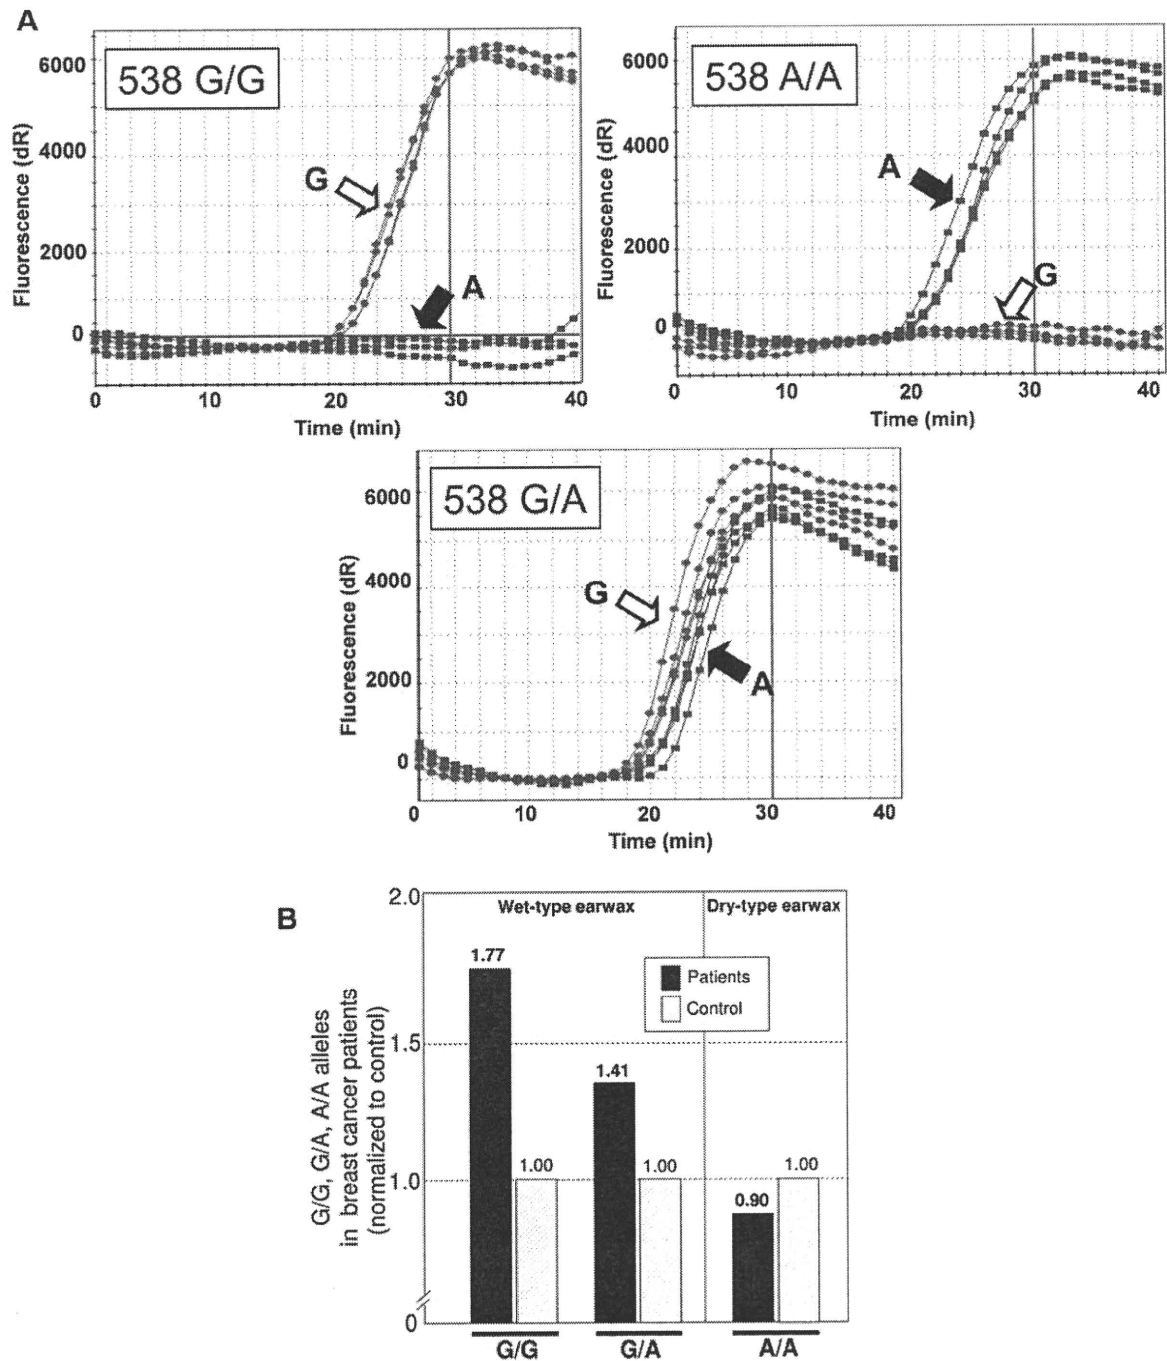 A
538 G/G
6000
4000
2000
0
Fluorescence (dR)
G
A
0 10 20 30 40
Time (min)
538 A/A
6000
4000
2000
0
Fluorescence (dR)
A
G
0 10 20 30 40
Time (min)
538 G/A
6000
4000
2000
0
Fluorescence (dR)
G
A
0 10 20 30 40
Time (min)
B
2.0
1.5
1.0
0
G/G, G/A, A/A alleles
in breast cancer patients
(normalized to control)
Wet-type earwax
Dry-type earwax
Patients
Control
1.77
1.00
1.41
1.00
0.90
1.00
G/G G/A A/A